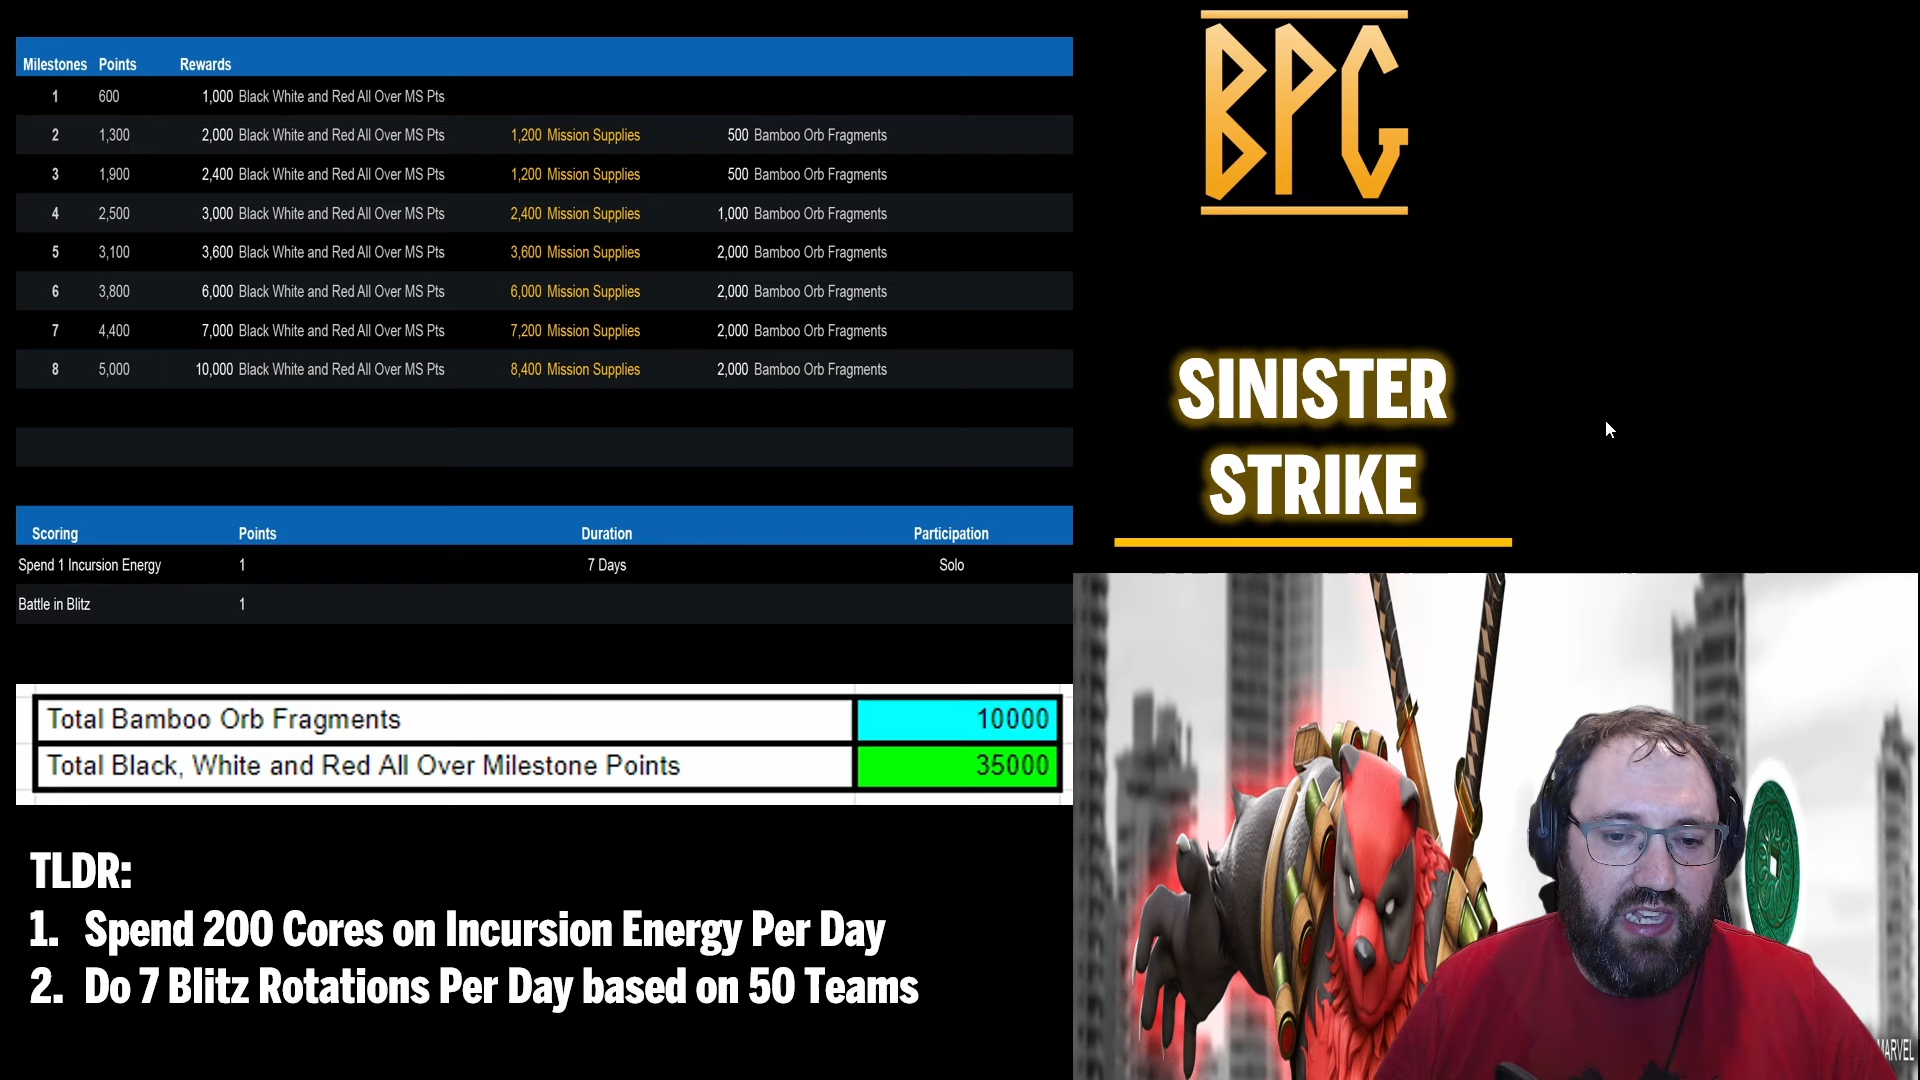 Milestones Points Rewards
1 600 1,000 Black White and Red All Over MS Pts
2 1,300 2,000 Black White and Red All Over MS Pts 1,200 Mission Supplies 500 Bamboo Orb Fragments
3 1,900 2,400 Black White and Red All Over MS Pts 1,200 Mission Supplies 500 Bamboo Orb Fragments
4 2,500 3,000 Black White and Red All Over MS Pts 2,400 Mission Supplies 1,000 Bamboo Orb Fragments
5 3,100 3,600 Black White and Red All Over MS Pts 3,600 Mission Supplies 2,000 Bamboo Orb Fragments
6 3,800 6,000 Black White and Red All Over MS Pts 6,000 Mission Supplies 2,000 Bamboo Orb Fragments
7 4,400 7,000 Black White and Red All Over MS Pts 7,200 Mission Supplies 2,000 Bamboo Orb Fragments
8 5,000 10,000 Black White and Red All Over MS Pts 8,400 Mission Supplies 2,000 Bamboo Orb Fragments
Scoring Points Duration Participation
Spend 1 Incursion Energy 1 7 Days Solo
Battle in Blitz 1
Total Bamboo Orb Fragments 10000
Total Black, White and Red All Over Milestone Points 35000
TLDR:
1. Spend 200 Cores on Incursion Energy Per Day
2. Do 7 Blitz Rotations Per Day based on 50 Teams
BPG
SINISTER
STRIKE
MARVEL